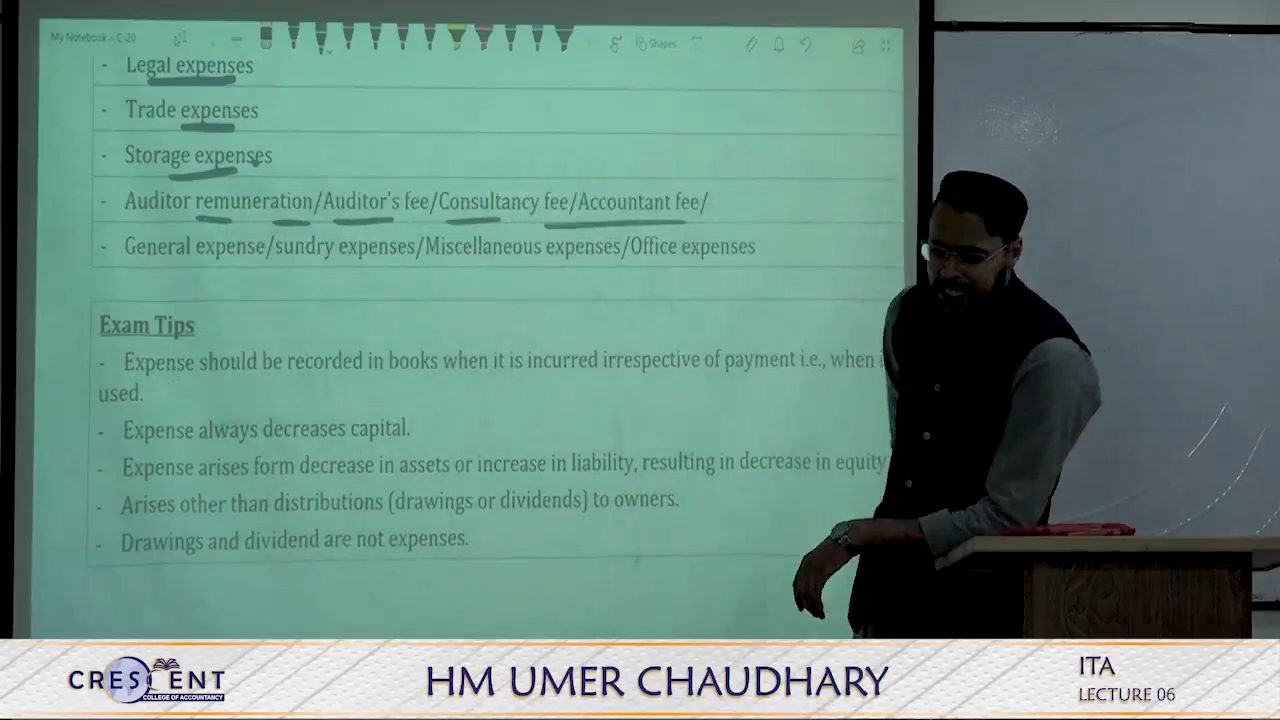 My Notebook » C-20
Shapes
- Legal expenses
- Trade expenses
- Storage expenses
- Auditor remuneration/Auditor's fee/Consultancy fee/Accountant fee/
- General expense/sundry expenses/Miscellaneous expenses/Office expenses
Exam Tips
- Expense should be recorded in books when it is incurred irrespective of payment i.e., when
used.
- Expense always decreases capital.
- Expense arises form decrease in assets or increase in liability, resulting in decrease in equity
- Arises other than distributions (drawings or dividends) to owners.
- Drawings and dividend are not expenses.
CRESCENT
COLLEGE OF ACCOUNTANCY
HM UMER CHAUDHARY
ITA
LECTURE 06